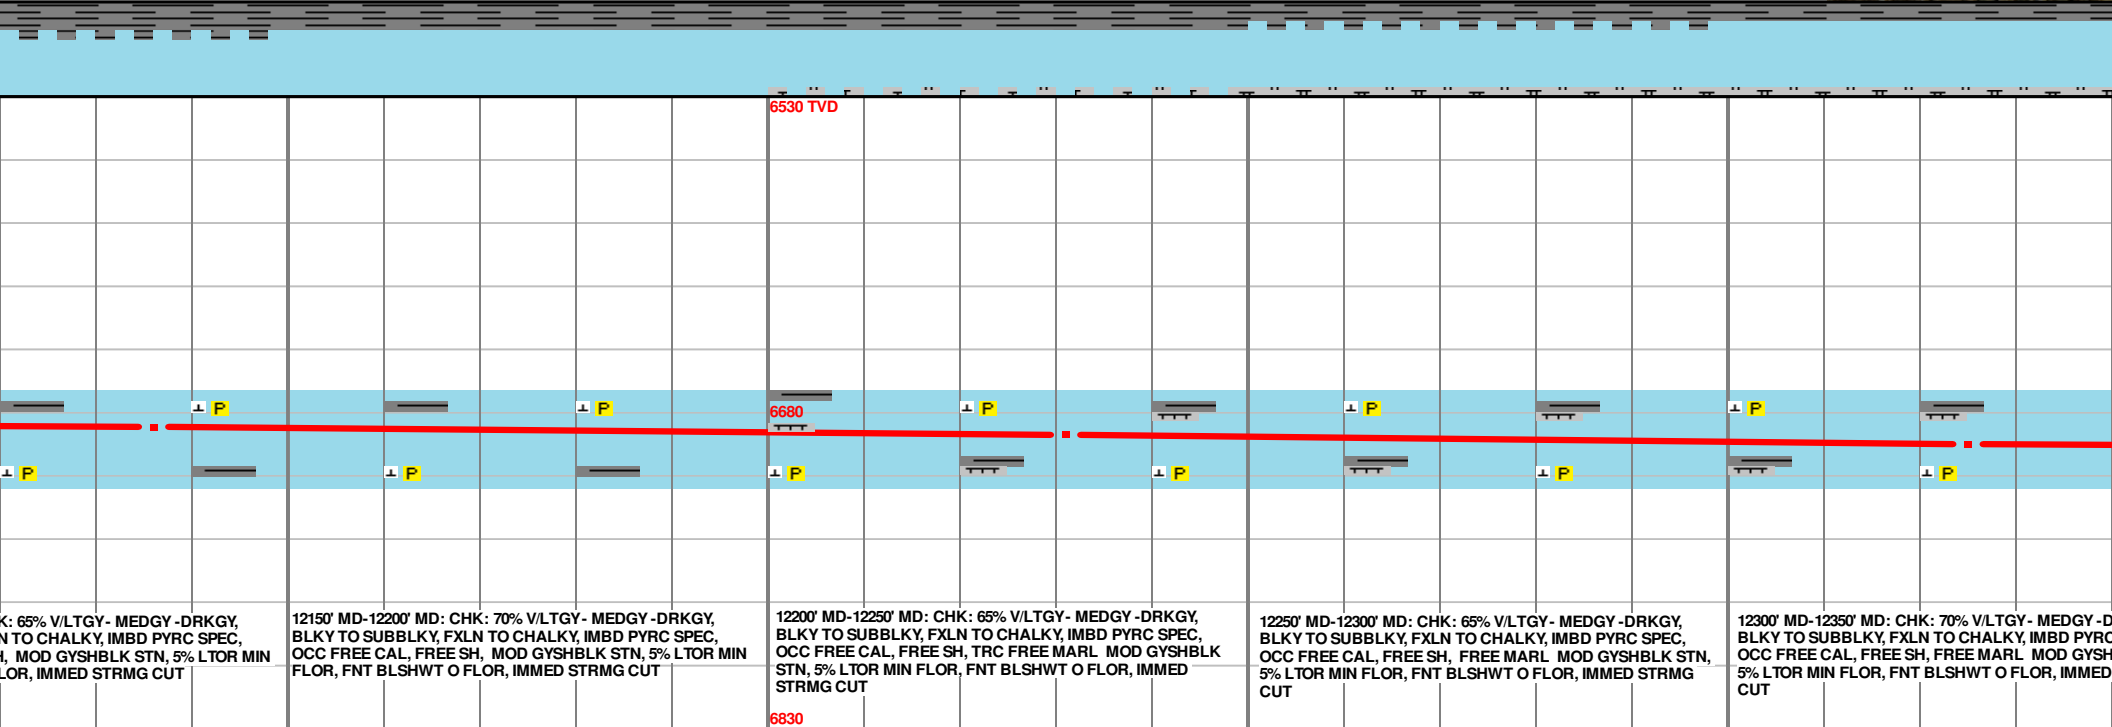 6530 TVD
P
P
P
P
P
6680
P
P
P
P
P
P
K: 65% V/LTGY- MEDGY -DRKGY,
N TO CHALKY, IMBD PYRC SPEC,
H, MOD GYSHBLK STN, 5% LTOR MIN
LOR, IMMED STRMG CUT
12150' MD-12200' MD: CHK: 70% V/LTGY- MEDGY -DRKGY,
BLKY TO SUBBLKY, FXLN TO CHALKY, IMBD PYRC SPEC,
OCC FREE CAL, FREE SH, MOD GYSHBLK STN, 5% LTOR MIN
FLOR, FNT BLSHWT O FLOR, IMMED STRMG CUT
12200' MD-12250' MD: CHK: 65% V/LTGY- MEDGY -DRKGY,
BLKY TO SUBBLKY, FXLN TO CHALKY, IMBD PYRC SPEC,
OCC FREE CAL, FREE SH, TRC FREE MARL MOD GYSHBLK
STN, 5% LTOR MIN FLOR, FNT BLSHWT O FLOR, IMMED
STRMG CUT
12250' MD-12300' MD: CHK: 65% V/LTGY- MEDGY -DRKGY,
BLKY TO SUBBLKY, FXLN TO CHALKY, IMBD PYRC SPEC,
OCC FREE CAL, FREE SH, FREE MARL MOD GYSHBLK STN,
5% LTOR MIN FLOR, FNT BLSHWT O FLOR, IMMED STRMG
CUT
12300' MD-12350' MD: CHK: 70% V/LTGY- MEDGY -D
BLKY TO SUBBLKY, FXLN TO CHALKY, IMBD PYRC
OCC FREE CAL, FREE SH, FREE MARL MOD GYSH
5% LTOR MIN FLOR, FNT BLSHWT O FLOR, IMMED
CUT
6830